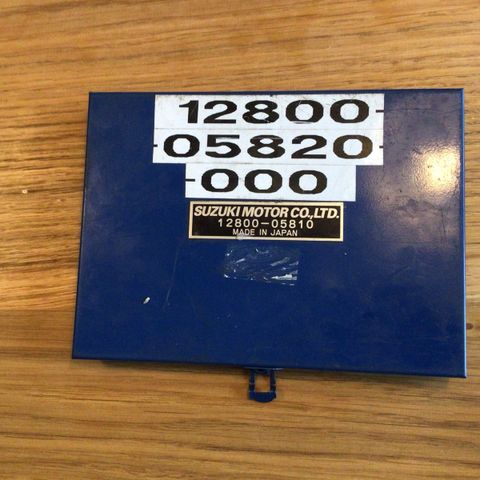 12800-
-05820-
-000
SUZUKI MOTOR CO.,LTD.
12800-05810
MADE IN JAPAN